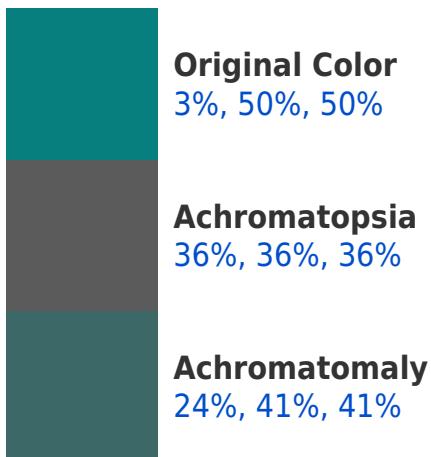 Original Color
3%, 50%, 50%
Achromatopsia
36%, 36%, 36%
Achromatomaly
24%, 41%, 41%